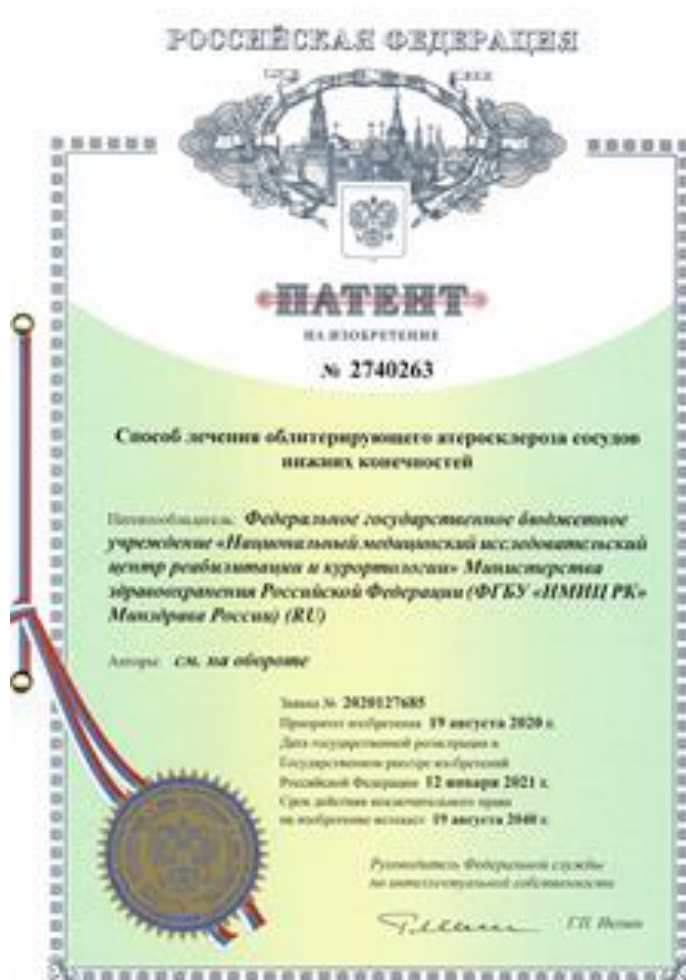 РОССИЙСКАЯ ФЕДЕРАЦИЯ
ПАТЕНТ
НА ИЗОБРЕТЕНИЕ
№ 2740263
Способ лечения облитерирующего атеросклероза сосудов
нижних конечностей
Патентообладатель: Федеральное государственное бюджетное
учреждение «Национальный медицинский исследовательский
центр реабилитации и курортологии» Министерства
здравоохранения Российской Федерации (ФГБУ «НМИЦ РК»
Минздрава России) (RU)
Авторы: см. на обороте
Заявка № 2020127685
Приоритет изобретения 19 августа 2020 г.
Дата государственной регистрации в
Государственном реестре изобретений
Российской Федерации 12 января 2021 г.
Срок действия исключительного права
на изобретение истекает 19 августа 2040 г.
Руководитель Федеральной службы
по интеллектуальной собственности
Г.П. Ивлиев